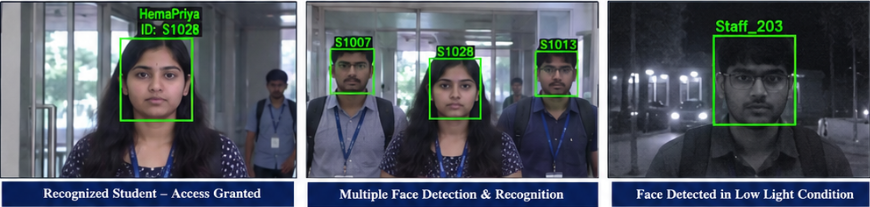 HemaPriya
ID: S1028
S1007
S1028
S1013
Staff_203
Recognized Student – Access Granted
Multiple Face Detection & Recognition
Face Detected in Low Light Condition